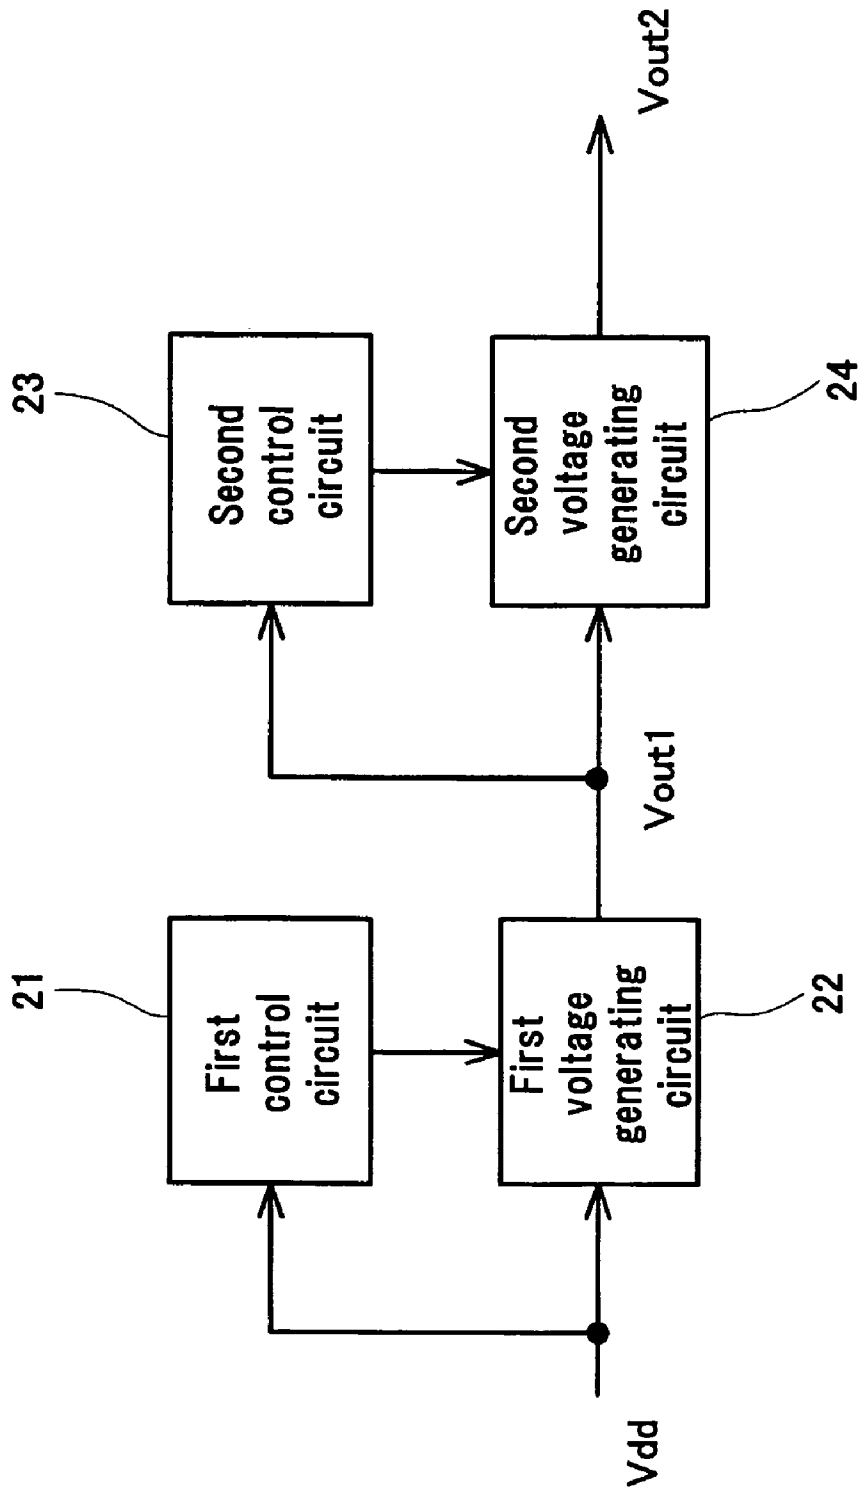 21
First
control
circuit
23
Second
control
circuit
First
voltage
generating
circuit
22
Second
voltage
generating
circuit
24
Vdd
Vout1
Vout2